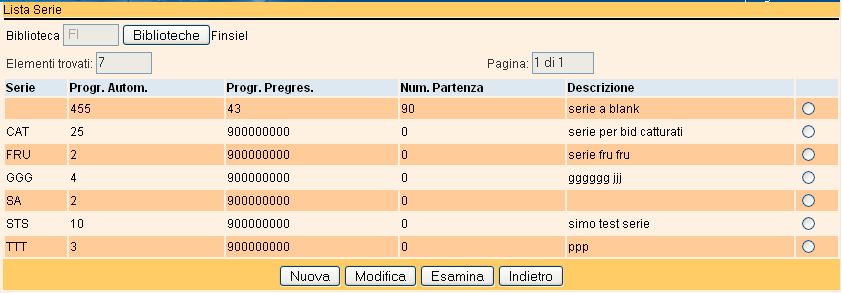 Lista Serie
Biblioteca FI Biblioteche Finsiel
Elementi trovati: 7 Pagina: 1 di 1
Serie Progr. Autom. Progr. Pregres. Num. Partenza Descrizione
455 43 90 serie a blank
CAT 25 900000000 0 serie per bid catturati
FRU 2 900000000 0 serie fru fru
GGG 4 900000000 0 gggggg jjj
SA 2 900000000 0
STS 10 900000000 0 simo test serie
TTT 3 900000000 0 ppp
Nuova Modifica Esamina Indietro